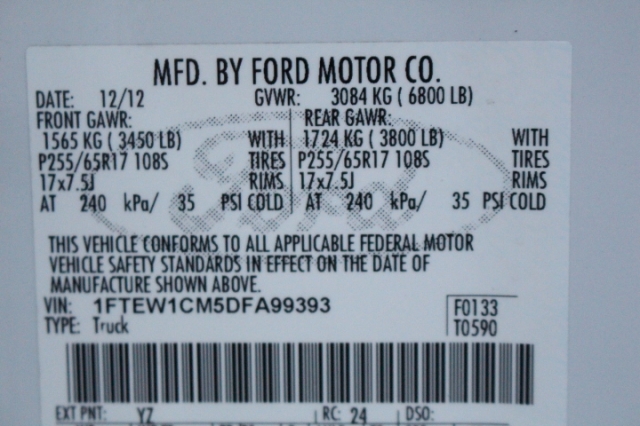 MFD. BY FORD MOTOR CO.
DATE: 12/12 GVWR: 3084 KG ( 6800 LB)
FRONT GAWR: REAR GAWR:
1565 KG ( 3450 LB) WITH 1724 KG ( 3800 LB) WITH
P255/65R17 108S TIRES P255/65R17 108S TIRES
17x7.5J RIMS 17x7.5J RIMS
AT 240 kPa/ 35 PSI COLD AT 240 kPa/ 35 PSI COLD
Ford
THIS VEHICLE CONFORMS TO ALL APPLICABLE FEDERAL MOTOR
VEHICLE SAFETY STANDARDS IN EFFECT ON THE DATE OF
MANUFACTURE SHOWN ABOVE.
VIN: 1FTEW1CM5DFA99393 F0133
TYPE: Truck T0590
EXT PNT: YZ RC: 24 DSO: